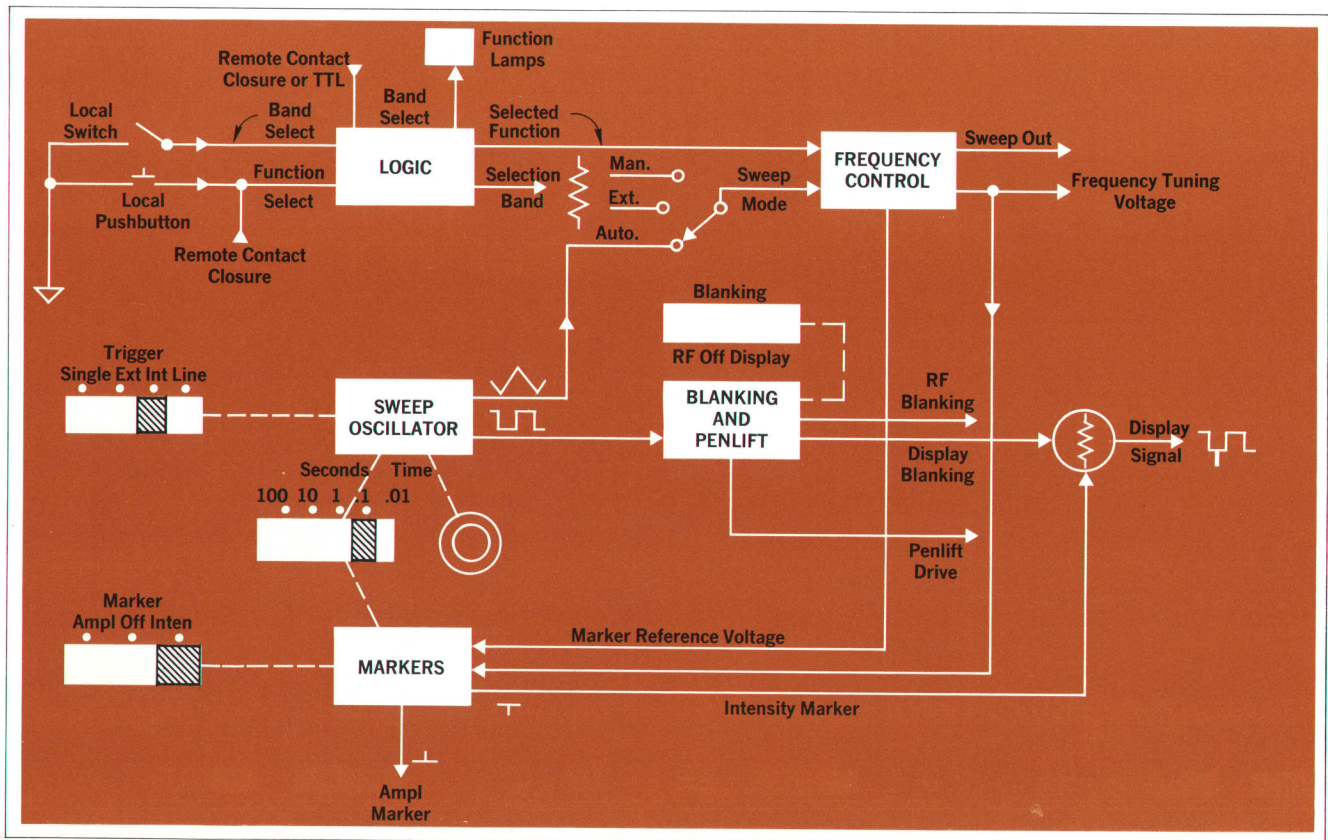 Function
Lamps
Remote Contact
Closure or TTL
Band
Select
Local
Switch
Band
Select
LOGIC
Selected
Function
Function
Select
Local
Pushbutton
Remote Contact
Closure
Selection
Band
Man.
Ext.
Auto.
Sweep
Mode
FREQUENCY
CONTROL
Sweep Out
Frequency Tuning
Voltage
Trigger
Single Ext Int Line
SWEEP
OSCILLATOR
Blanking
RF Off Display
BLANKING
AND
PENLIFT
RF
Blanking
Display
Blanking
Display
Signal
Penlift
Drive
Seconds Time
100 10 1 .1 .01
Marker
Ampl Off Inten
MARKERS
Marker Reference Voltage
Intensity Marker
Ampl
Marker